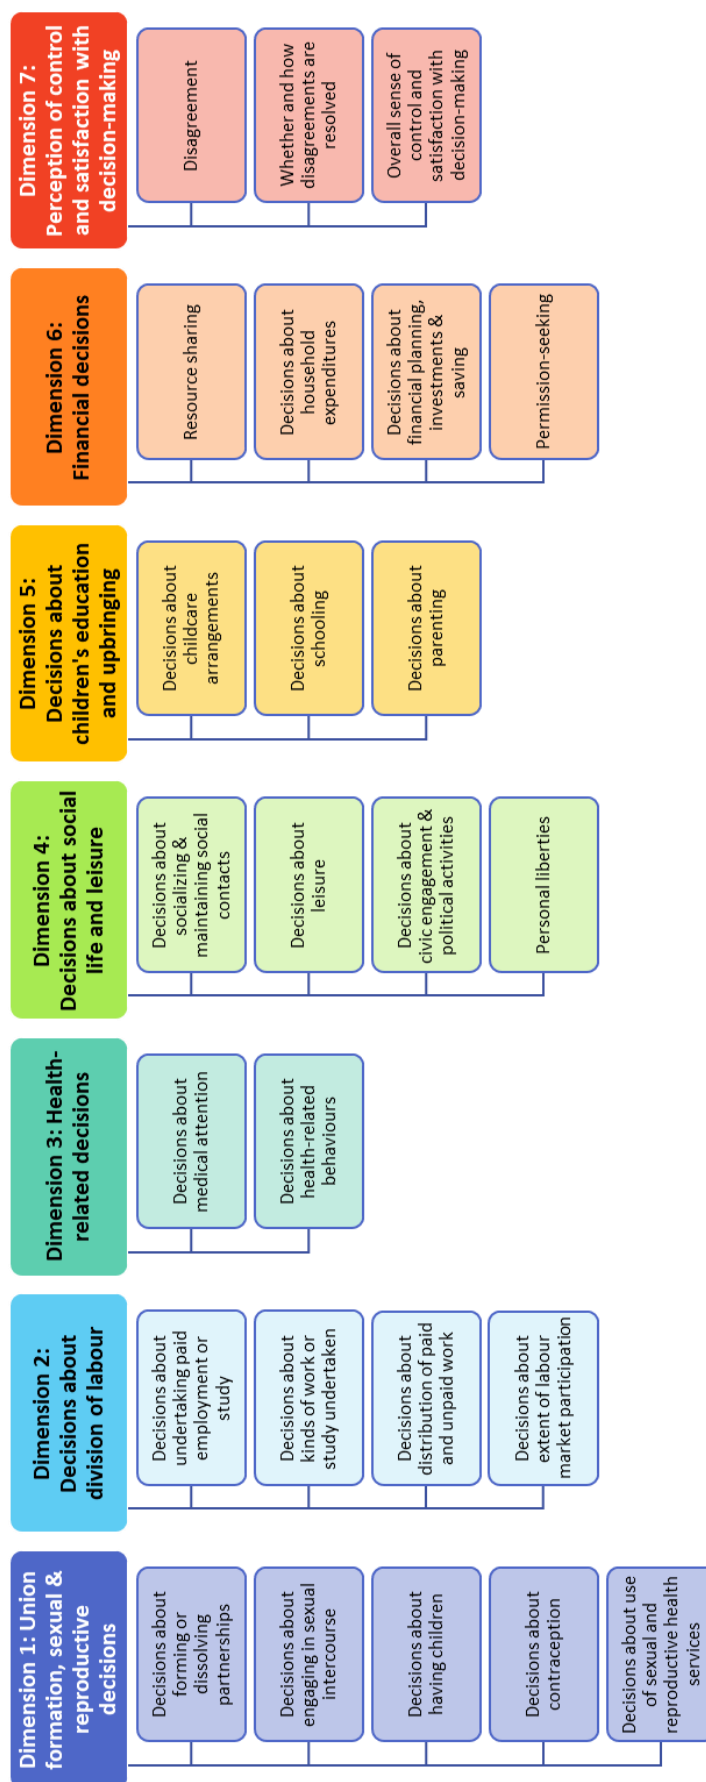 Dimension 1: Union
formation, sexual &
reproductive
decisions
Decisions about
forming or
dissolving
partnerships
Decisions about
engaging in sexual
intercourse
Decisions about
having children
Decisions about
contraception
Decisions about use
of sexual and
reproductive health
services
Dimension 2:
Decisions about
division of labour
Decisions about
undertaking paid
employment or
study
Decisions about
kinds of work or
study undertaken
Decisions about
distribution of paid
and unpaid work
Decisions about
extent of labour
market participation
Dimension 3: Health-
related decisions
Decisions about
medical attention
Decisions about
health-related
behaviours
Dimension 4:
Decisions about social
life and leisure
Decisions about
socializing &
maintaining social
contacts
Decisions about
leisure
Decisions about
civic engagement &
political activities
Personal liberties
Dimension 5:
Decisions about
children's education
and upbringing
Decisions about
childcare
arrangements
Decisions about
schooling
Decisions about
parenting
Dimension 6:
Financial decisions
Resource sharing
Decisions about
household
expenditures
Decisions about
financial planning,
investments &
saving
Permission-seeking
Dimension 7:
Perception of control
and satisfaction with
decision-making
Disagreement
Whether and how
disagreements are
resolved
Overall sense of
control and
satisfaction with
decision-making